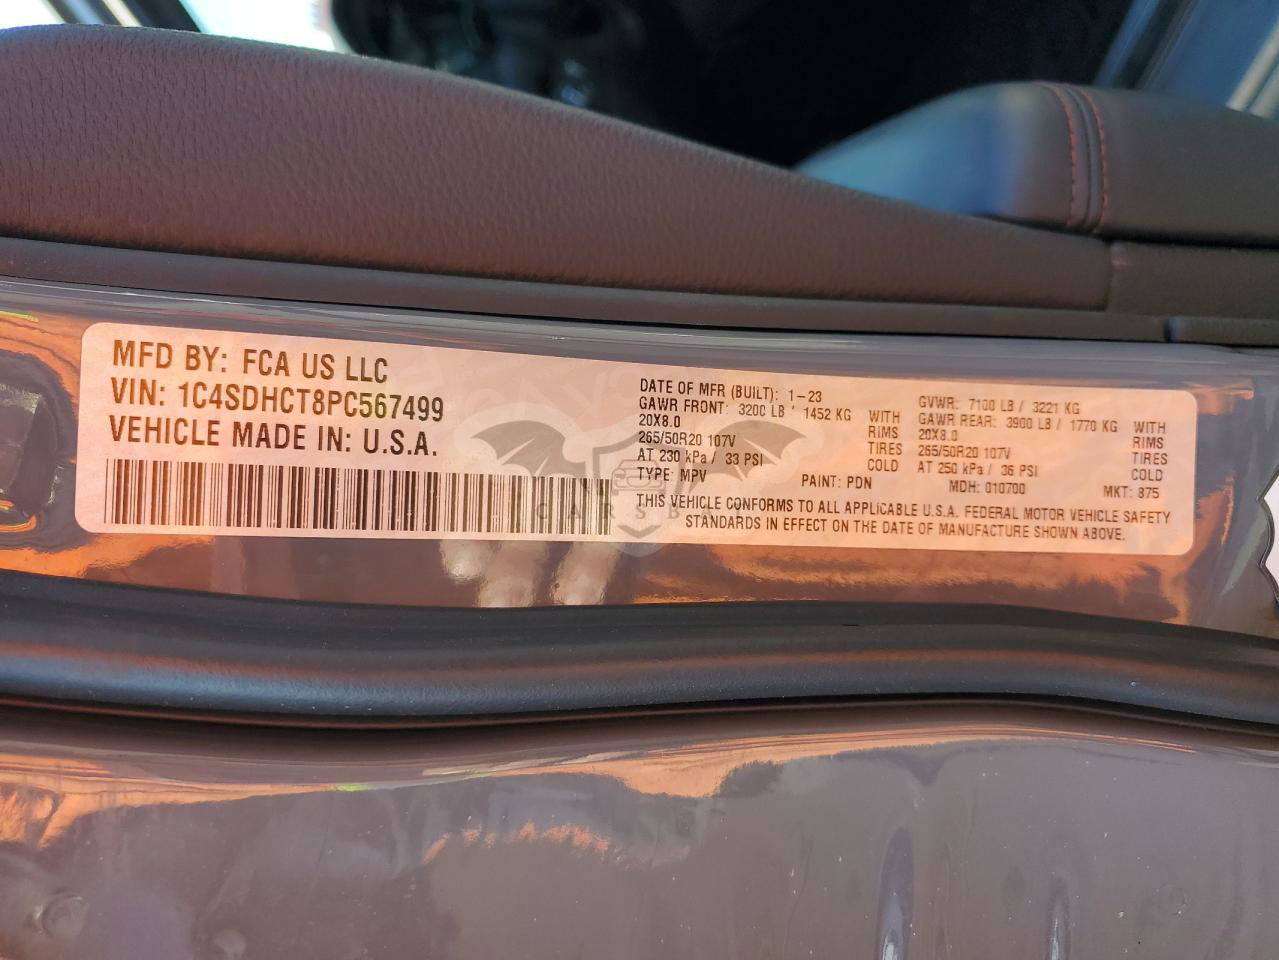 MFD BY: FCA US LLC
VIN: 1C4SDHCT8PC567499
VEHICLE MADE IN: U.S.A.
DATE OF MFR (BUILT): 1-23
GAWR FRONT: 3200 LB / 1452 KG WITH
20X8.0 RIMS
265/50R20 107V TIRES
AT 230 kPa / 33 PSI COLD
TYPE: MPV PAINT: PDN
GVWR: 7100 LB / 3221 KG
GAWR REAR: 3900 LB / 1770 KG WITH
20X8.0 RIMS
265/50R20 107V TIRES
AT 250 kPa / 36 PSI COLD
MDH: 010700 MKT: 875
THIS VEHICLE CONFORMS TO ALL APPLICABLE U.S.A. FEDERAL MOTOR VEHICLE SAFETY
STANDARDS IN EFFECT ON THE DATE OF MANUFACTURE SHOWN ABOVE.